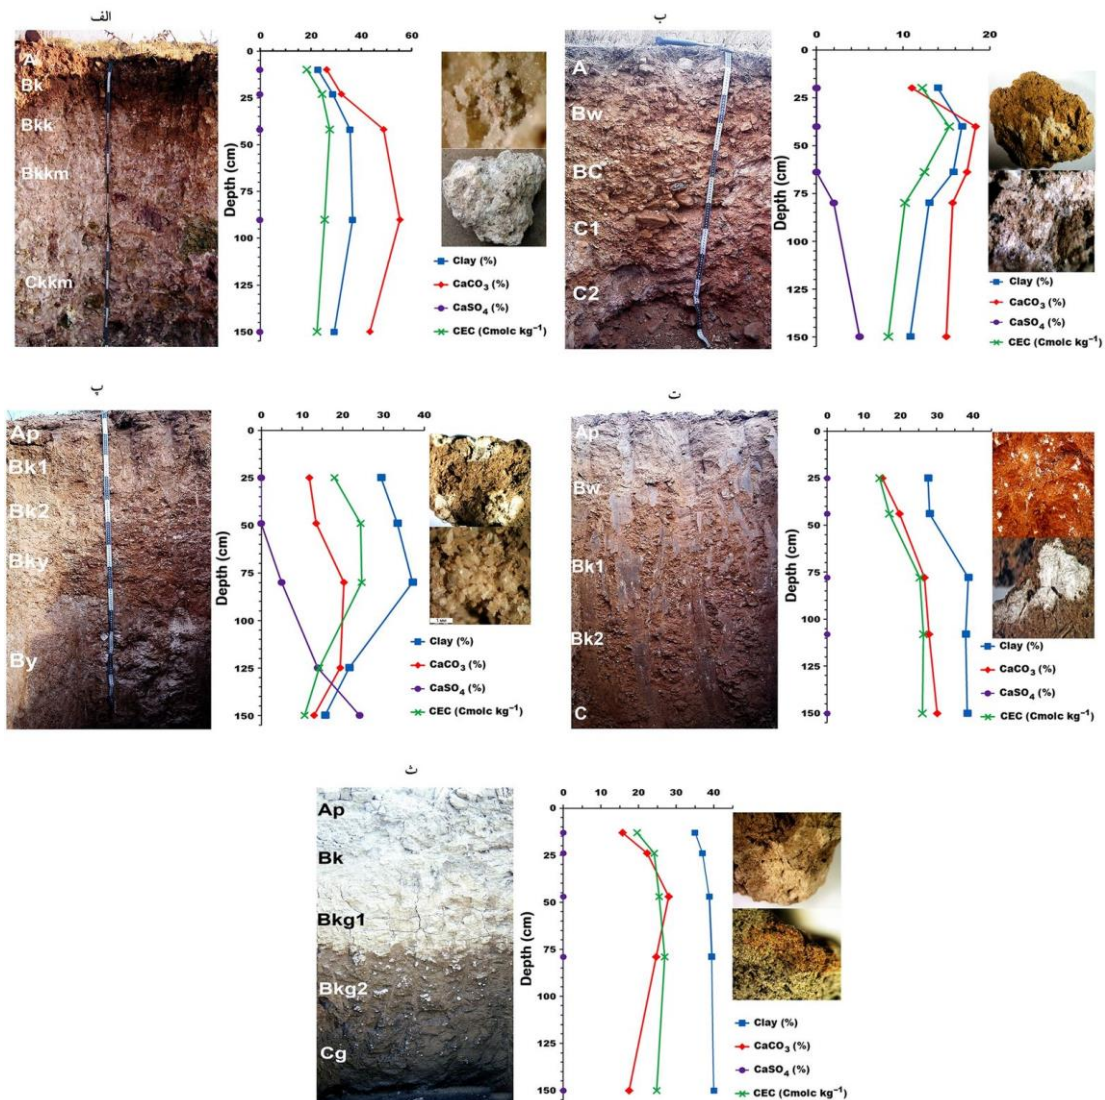 الف
A
Bk
Bkk
Bkkm
Ckkm
0 20 40 60
0
25
50
75
100
125
150
Depth (cm)
Clay (%)
CaCO₃ (%)
CaSO₄ (%)
CEC (Cmolc kg⁻¹)
ب
A
Bw
BC
C1
C2
0 10 20
0
25
50
75
100
125
150
Depth (cm)
Clay (%)
CaCO₃ (%)
CaSO₄ (%)
CEC (Cmolc kg⁻¹)
پ
Ap
Bk1
Bk2
Bky
By
0 10 20 30 40
0
25
50
75
100
125
150
Depth (cm)
Clay (%)
CaCO₃ (%)
CaSO₄ (%)
CEC (Cmolc kg⁻¹)
ت
Ap
Bw
Bk1
Bk2
C
0 10 20 30 40
0
25
50
75
100
125
150
Depth (cm)
Clay (%)
CaCO₃ (%)
CaSO₄ (%)
CEC (Cmolc kg⁻¹)
ث
Ap
Bk
Bkg1
Bkg2
Cg
0 10 20 30 40
0
25
50
75
100
125
150
Depth (cm)
Clay (%)
CaCO₃ (%)
CaSO₄ (%)
CEC (Cmolc kg⁻¹)